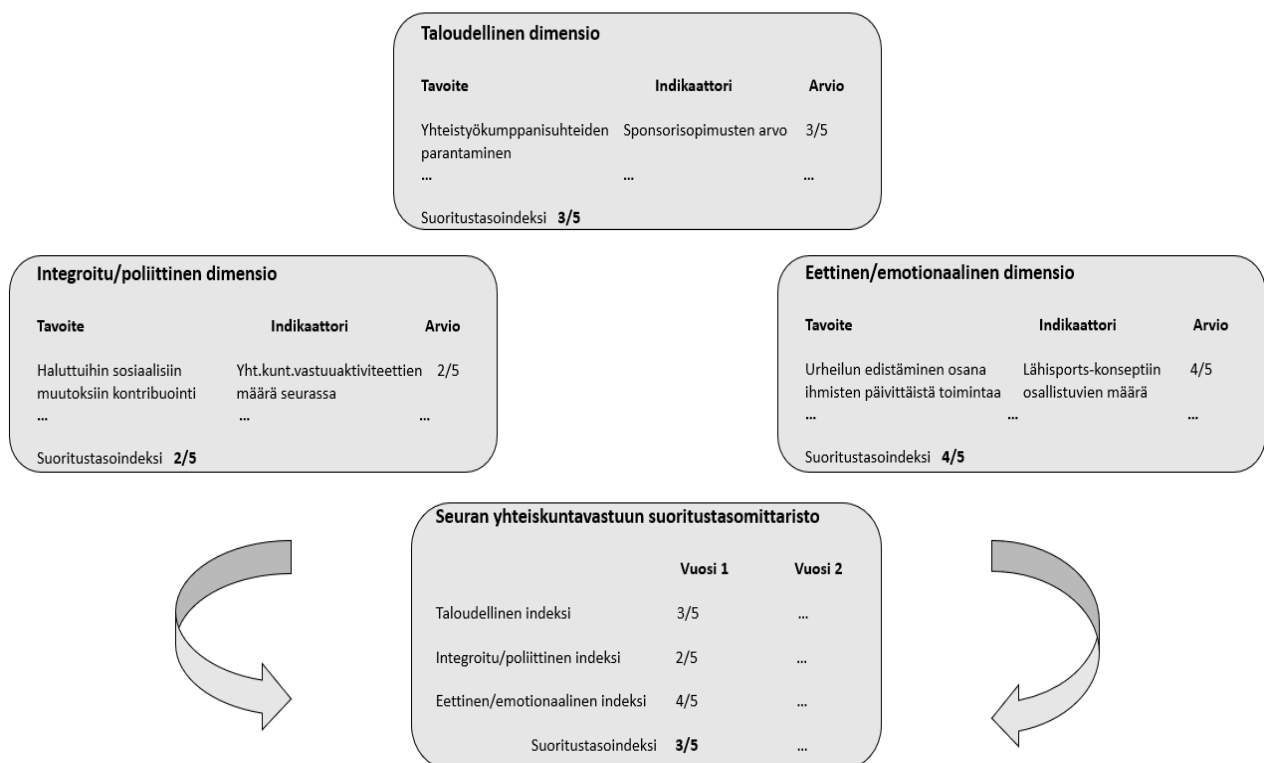 Taloudellinen dimensio
Tavoite Indikaattori Arvio
Yhteistyökumppanisuhteiden Sponsorisopimusten arvo 3/5
parantaminen
... ... ...
Suoritustasoindeksi 3/5
Integroitu/poliittinen dimensio
Tavoite Indikaattori Arvio
Haluttuihin sosiaalisiin Yht.kunt.vastuuaktiviteettien 2/5
muutoksiin kontribuointi määrä seurassa
... ... ...
Suoritustasoindeksi 2/5
Eettinen/emotionaalinen dimensio
Tavoite Indikaattori Arvio
Urheilun edistäminen osana Lähisports-konseptiin 4/5
ihmisten päivittäistä toimintaa osallistuvien määrä
... ... ...
Suoritustasoindeksi 4/5
Seuran yhteiskuntavastuun suoritustasomittaristo
Vuosi 1 Vuosi 2
Taloudellinen indeksi 3/5 ...
Integroitu/poliittinen indeksi 2/5 ...
Eettinen/emotionaalinen indeksi 4/5 ...
Suoritustasoindeksi 3/5 ...